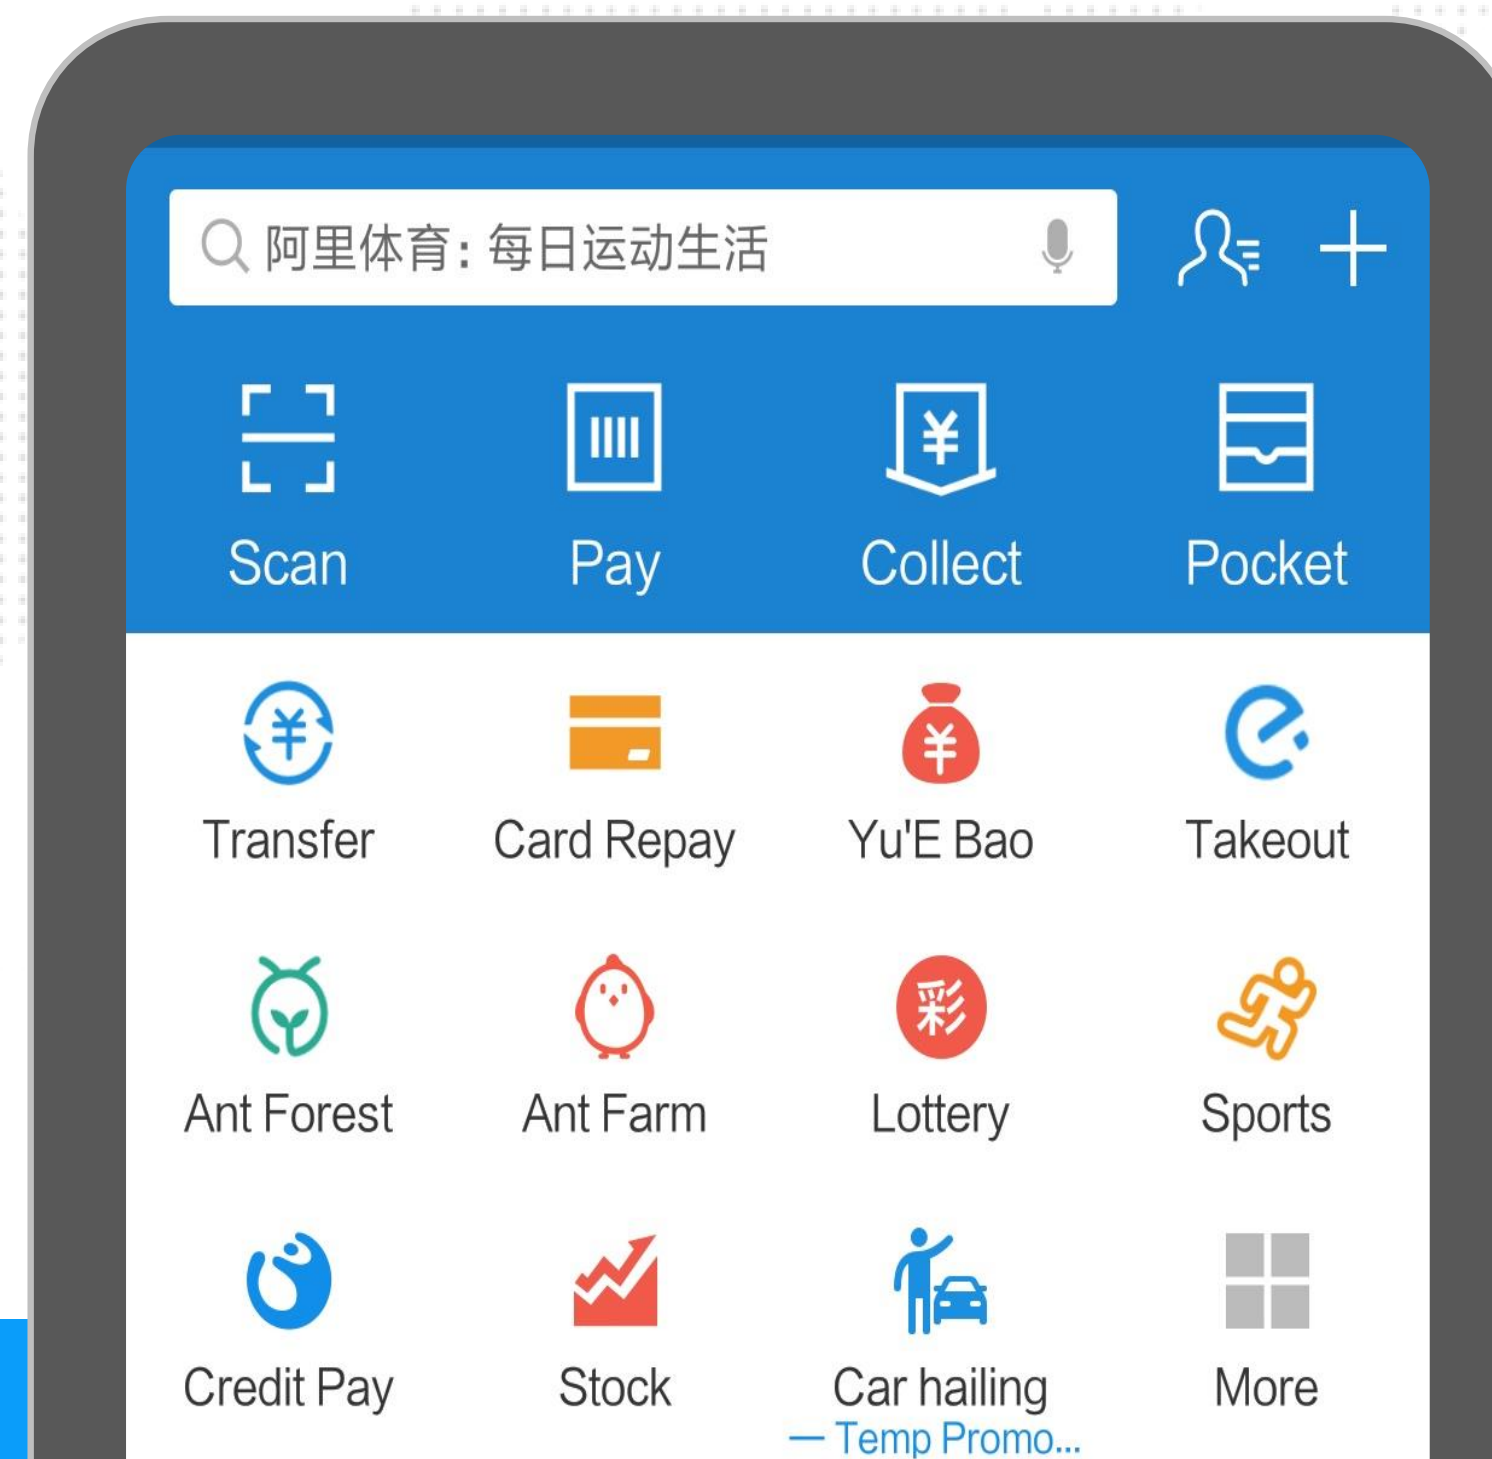 阿里体育：每日运动生活
Scan Pay Collect Pocket
Transfer Card Repay Yu'E Bao Takeout
彩
Ant Forest Ant Farm Lottery Sports
Credit Pay Stock Car hailing More
— Temp Promo...